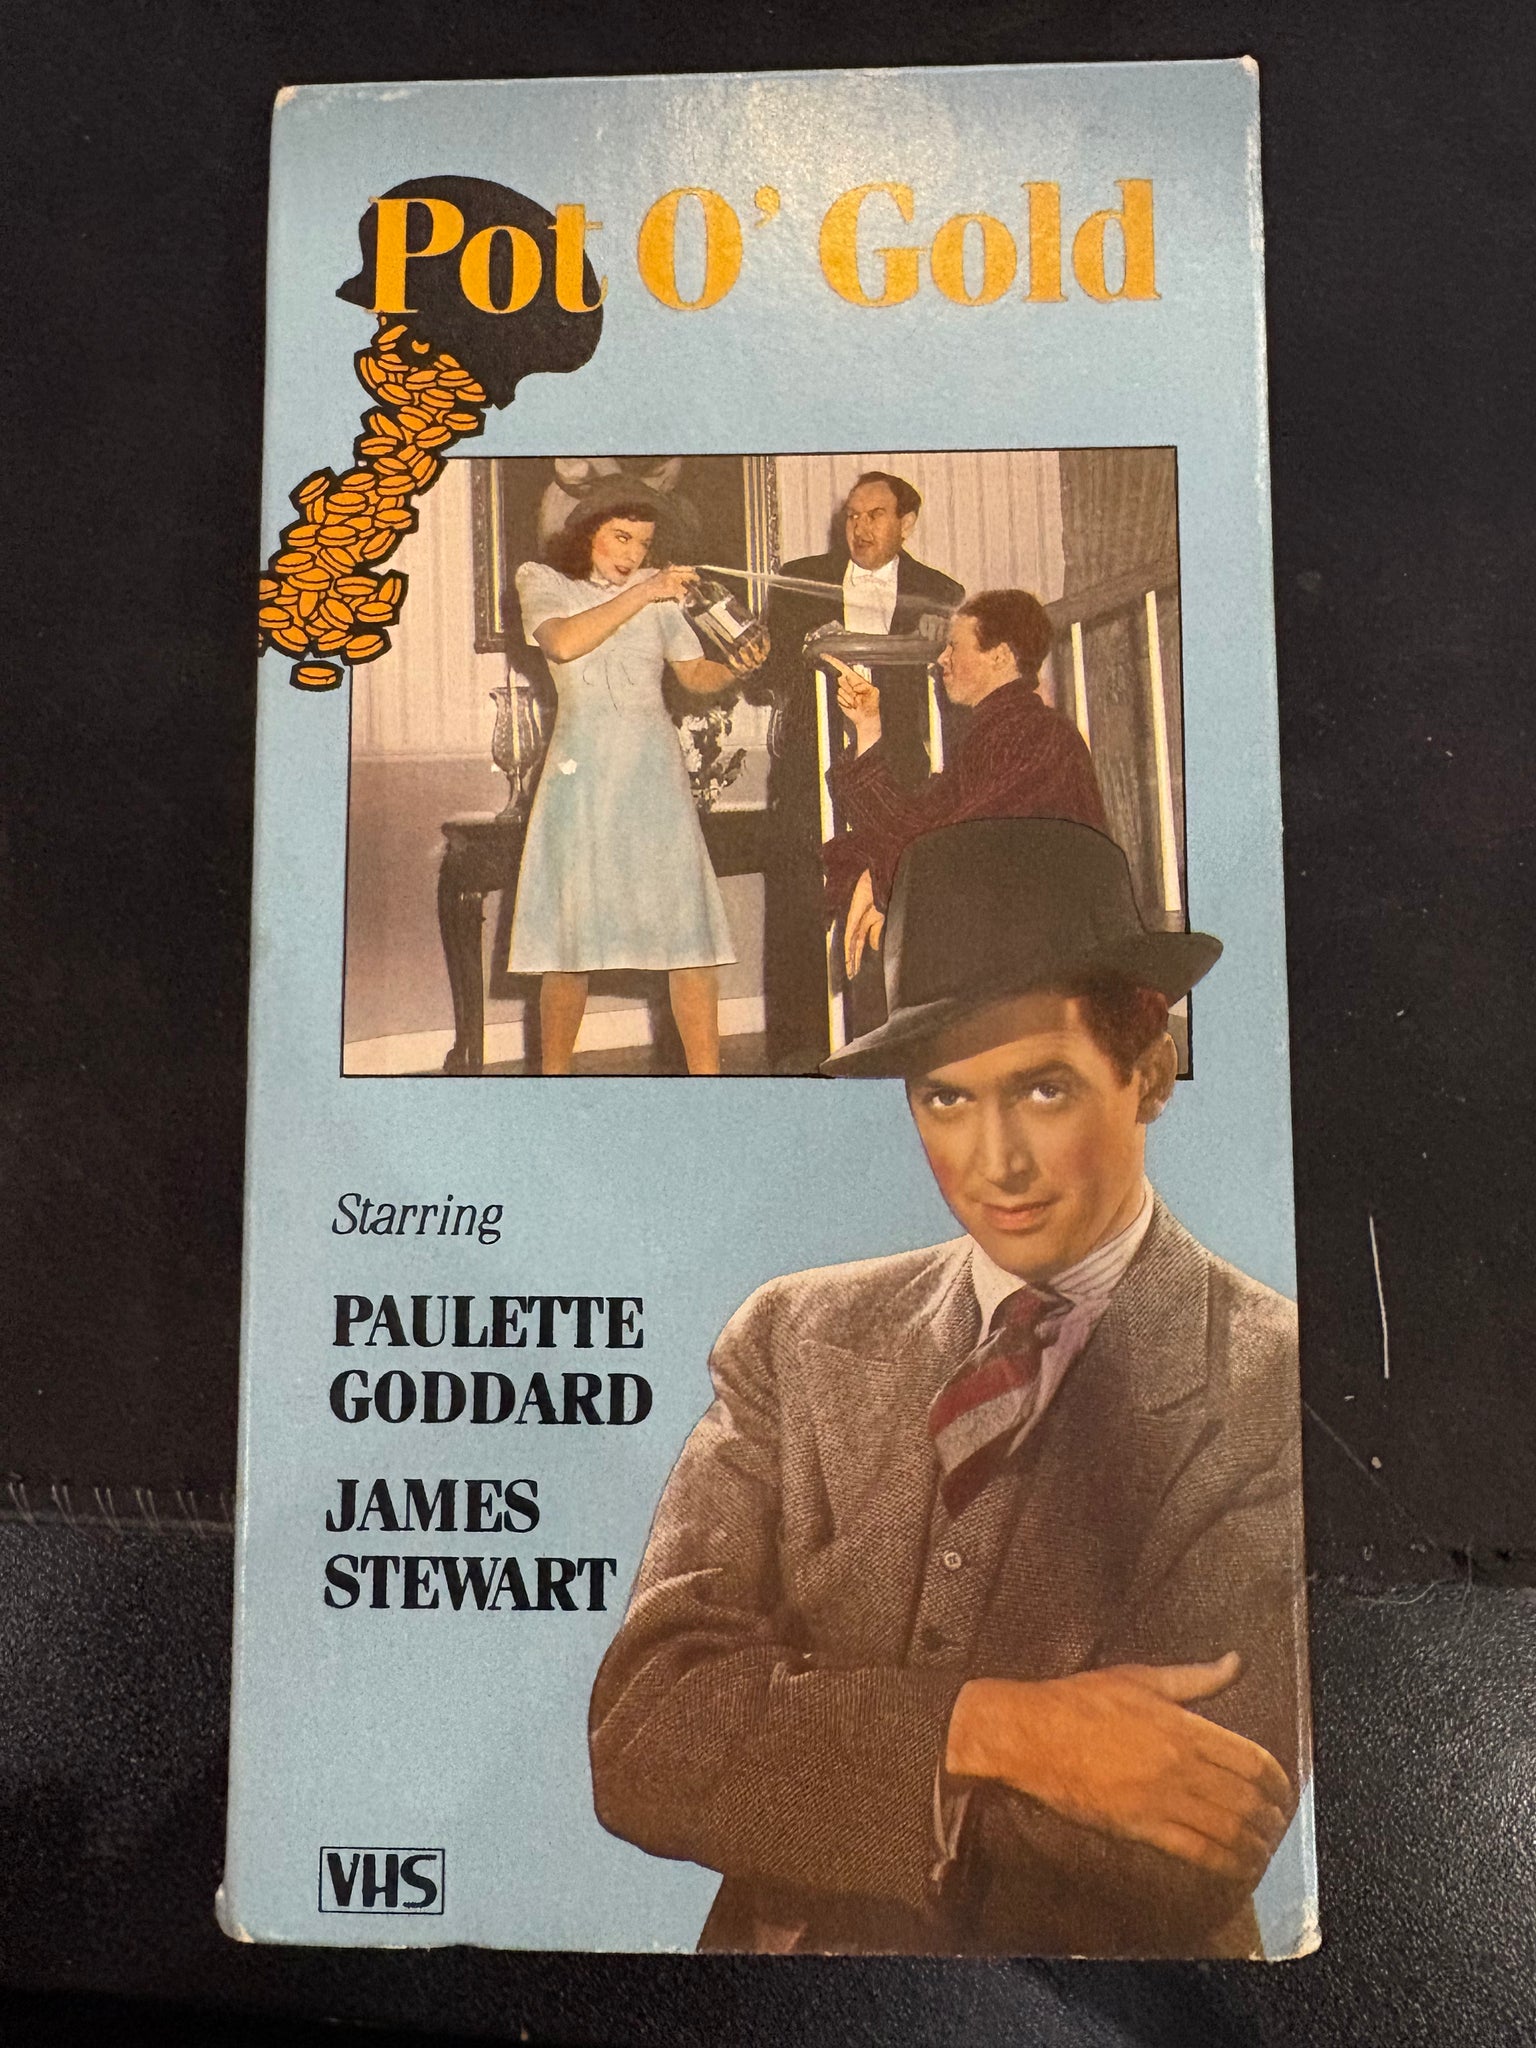 Pot O' Gold
Starring
PAULETTE
GODDARD
JAMES
STEWART
VHS